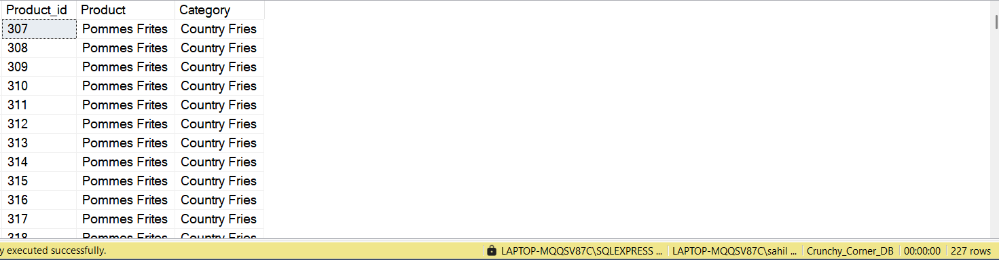 Product_id Product Category
307 Pommes Frites Country Fries
308 Pommes Frites Country Fries
309 Pommes Frites Country Fries
310 Pommes Frites Country Fries
311 Pommes Frites Country Fries
312 Pommes Frites Country Fries
313 Pommes Frites Country Fries
314 Pommes Frites Country Fries
315 Pommes Frites Country Fries
316 Pommes Frites Country Fries
317 Pommes Frites Country Fries
318 Pommes Frites Country Fries
y executed successfully. LAPTOP-MQQSV87C\SQLEXPRESS ... LAPTOP-MQQSV87C\sahil ... Crunchy_Corner_DB 00:00:00 227 rows